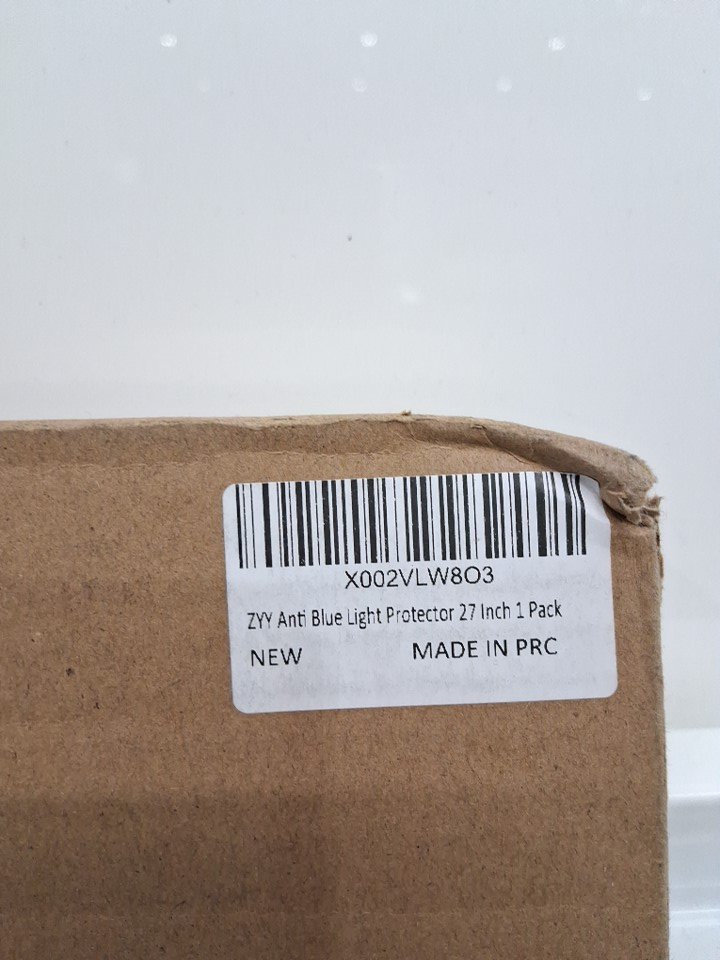 X002VLW8O3
ZYY Anti Blue Light Protector 27 Inch 1 Pack
NEW MADE IN PRC